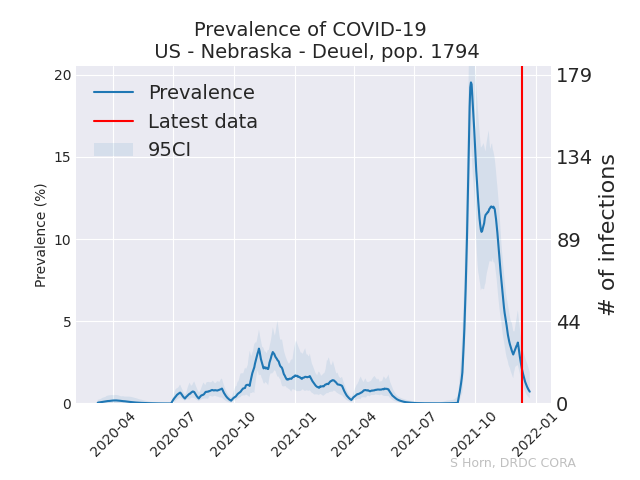 Prevalence of COVID-19
US - Nebraska - Deuel, pop. 1794
Prevalence
Latest data
95CI
Prevalence (%)
20
15
10
5
0
179
134
89
44
0
# of infections
2020-04
2020-07
2020-10
2021-01
2021-04
2021-07
2021-10
2022-01
S Horn, DRDC CORA